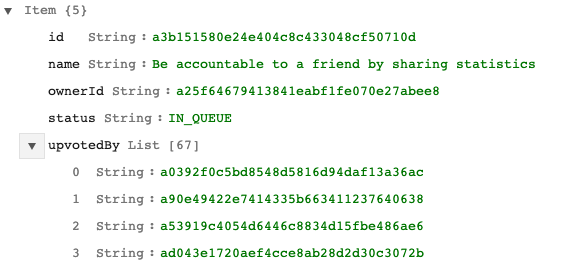 ▼ Item {5}
id String : a3b151580e24e404c8c433048cf50710d
name String : Be accountable to a friend by sharing statistics
ownerId String : a25f64679413841eabf1fe070e27abee8
status String : IN_QUEUE
▼ upvotedBy List [67]
0 String : a0392f0c5bd8548d5816d94daf13a36ac
1 String : a90e49422e7414335b663411237640638
2 String : a53919c4054d6446c8834d15fbe486ae6
3 String : ad043e1720aef4cce8ab28d2d30c3072b